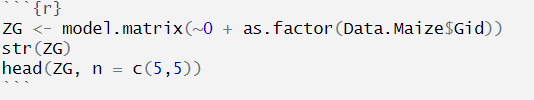 ```{r}
ZG <- model.matrix(~0 + as.factor(Data.Maize$Gid))
str(ZG)
head(ZG, n = c(5,5))
```